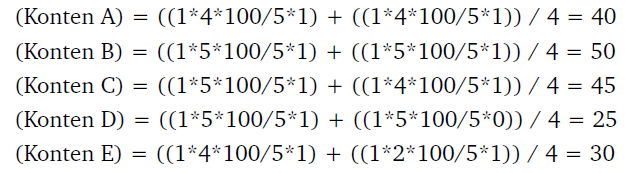 (Konten A) = ((1*4*100/5*1) + ((1*4*100/5*1)) / 4 = 40
(Konten B) = ((1*5*100/5*1) + ((1*5*100/5*1)) / 4 = 50
(Konten C) = ((1*5*100/5*1) + ((1*4*100/5*1)) / 4 = 45
(Konten D) = ((1*5*100/5*1) + ((1*5*100/5*0)) / 4 = 25
(Konten E) = ((1*4*100/5*1) + ((1*2*100/5*1)) / 4 = 30